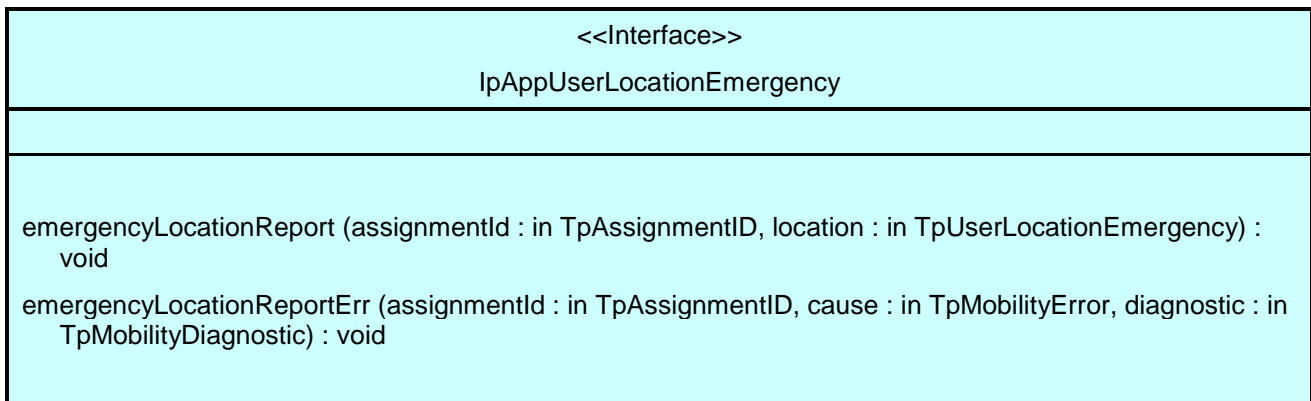 <<Interface>>
IpAppUserLocationEmergency
emergencyLocationReport (assignmentId : in TpAssignmentID, location : in TpUserLocationEmergency) :
void
emergencyLocationReportErr (assignmentId : in TpAssignmentID, cause : in TpMobilityError, diagnostic : in
TpMobilityDiagnostic) : void